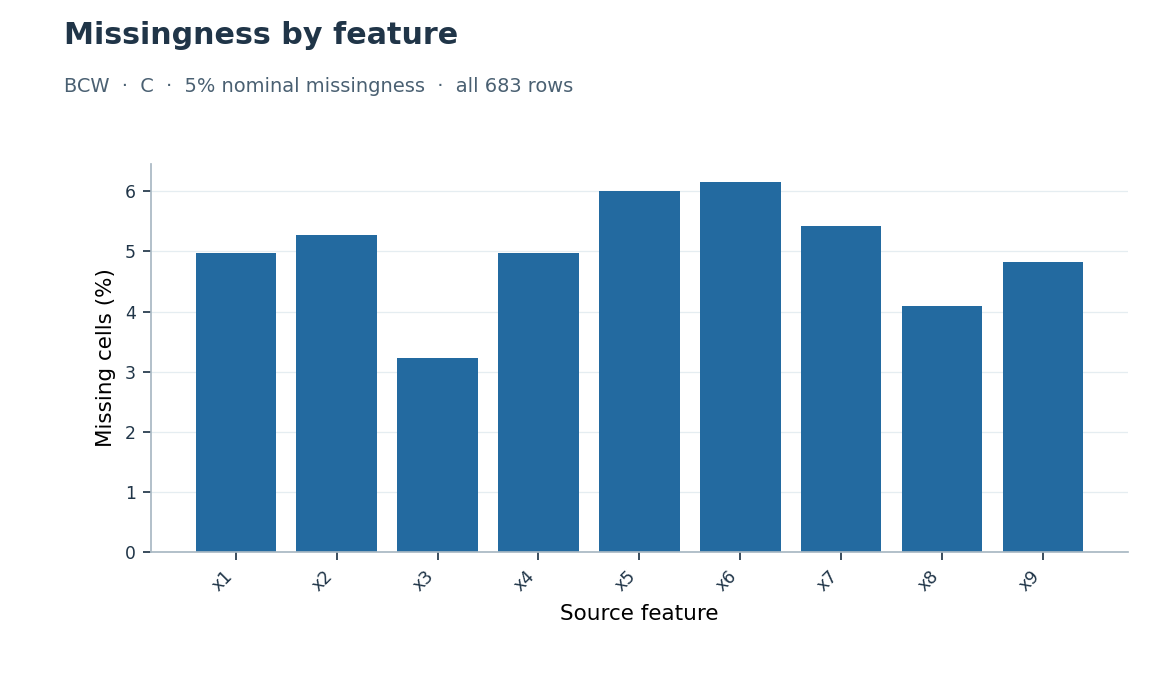 Missingness by feature
BCW · C · 5% nominal missingness · all 683 rows
Missing cells (%)
6
5
4
3
2
1
0
x1 x2 x3 x4 x5 x6 x7 x8 x9
Source feature